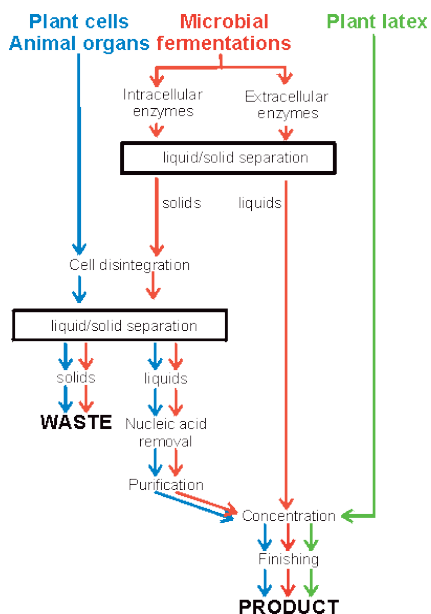 Plant cells
Animal organs
Microbial
fermentations
Plant latex
Intracellular
enzymes
Extracellular
enzymes
liquid/solid separation
solids
liquids
Cell disintegration
liquid/solid separation
solids
liquids
WASTE
Nucleic acid
removal
Purification
Concentration
Finishing
PRODUCT